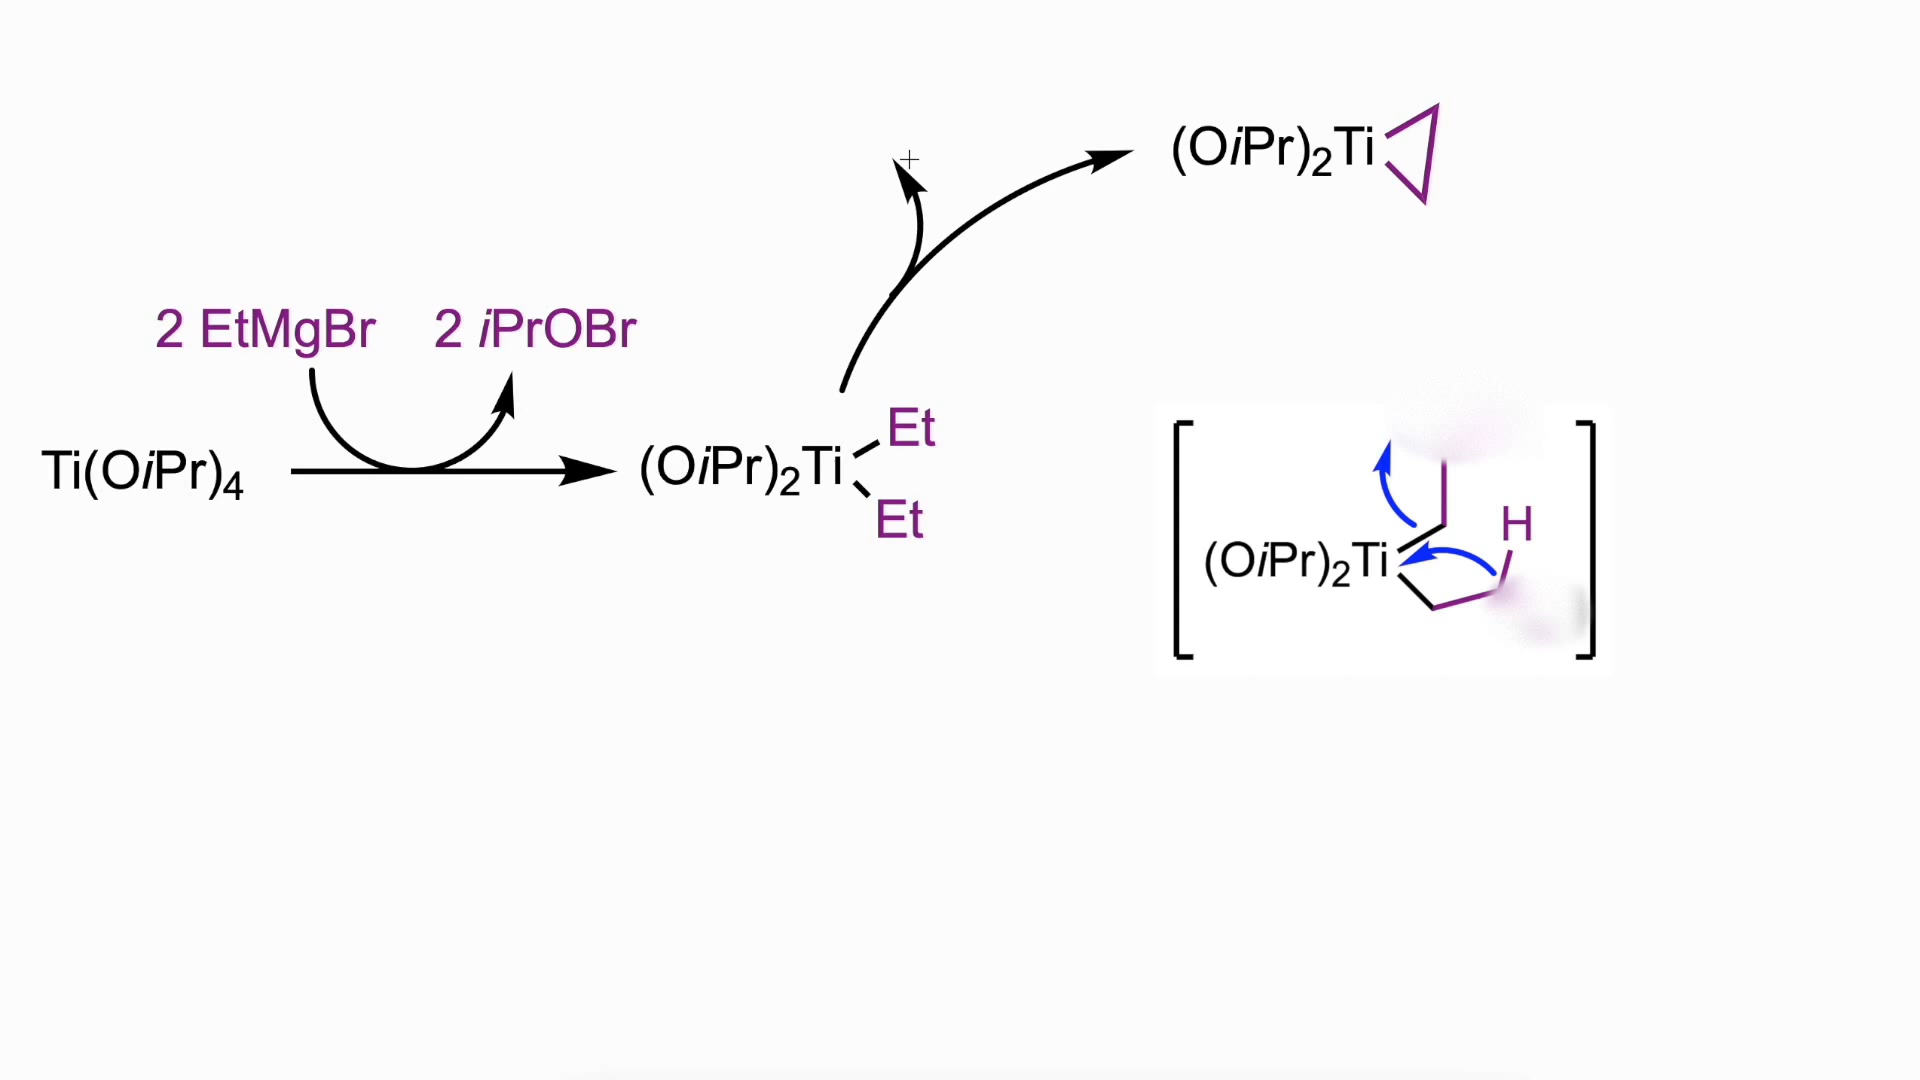 (OiPr)₂Ti
2 EtMgBr 2 iPrOBr
Ti(OiPr)₄
(OiPr)₂Ti
Et
Et
H
(OiPr)₂Ti